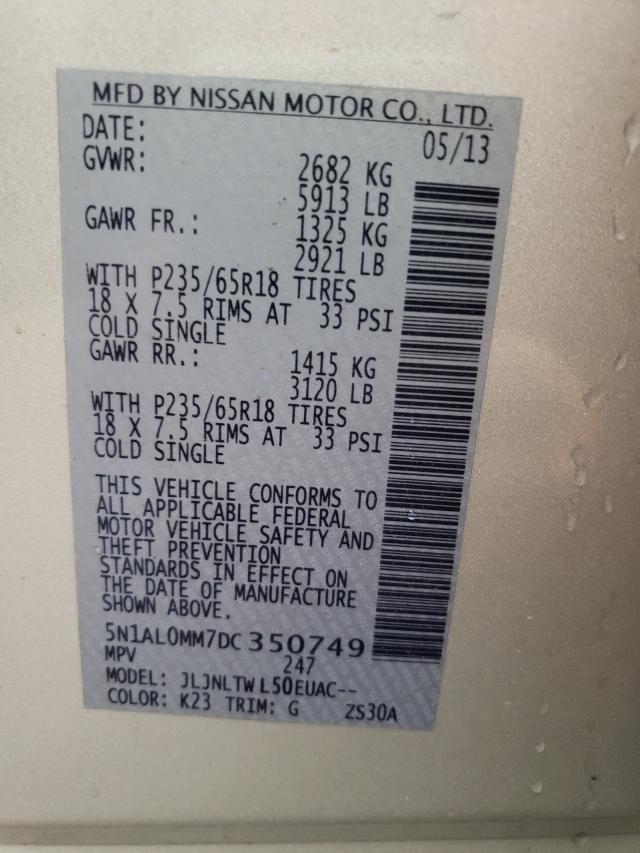 MFD BY NISSAN MOTOR CO., LTD.
DATE: 05/13
GVWR: 2682 KG
5913 LB
GAWR FR.: 1325 KG
2921 LB
WITH P235/65R18 TIRES
18 X 7.5 RIMS AT 33 PSI
COLD SINGLE
GAWR RR.: 1415 KG
3120 LB
WITH P235/65R18 TIRES
18 X 7.5 RIMS AT 33 PSI
COLD SINGLE
THIS VEHICLE CONFORMS TO
ALL APPLICABLE FEDERAL
MOTOR VEHICLE SAFETY AND
THEFT PREVENTION
STANDARDS IN EFFECT ON
THE DATE OF MANUFACTURE
SHOWN ABOVE.
5N1AL0MM7DC 350749
MPV 247
MODEL: JLJNLTW L50EUAC--
COLOR: K23 TRIM: G ZS30A